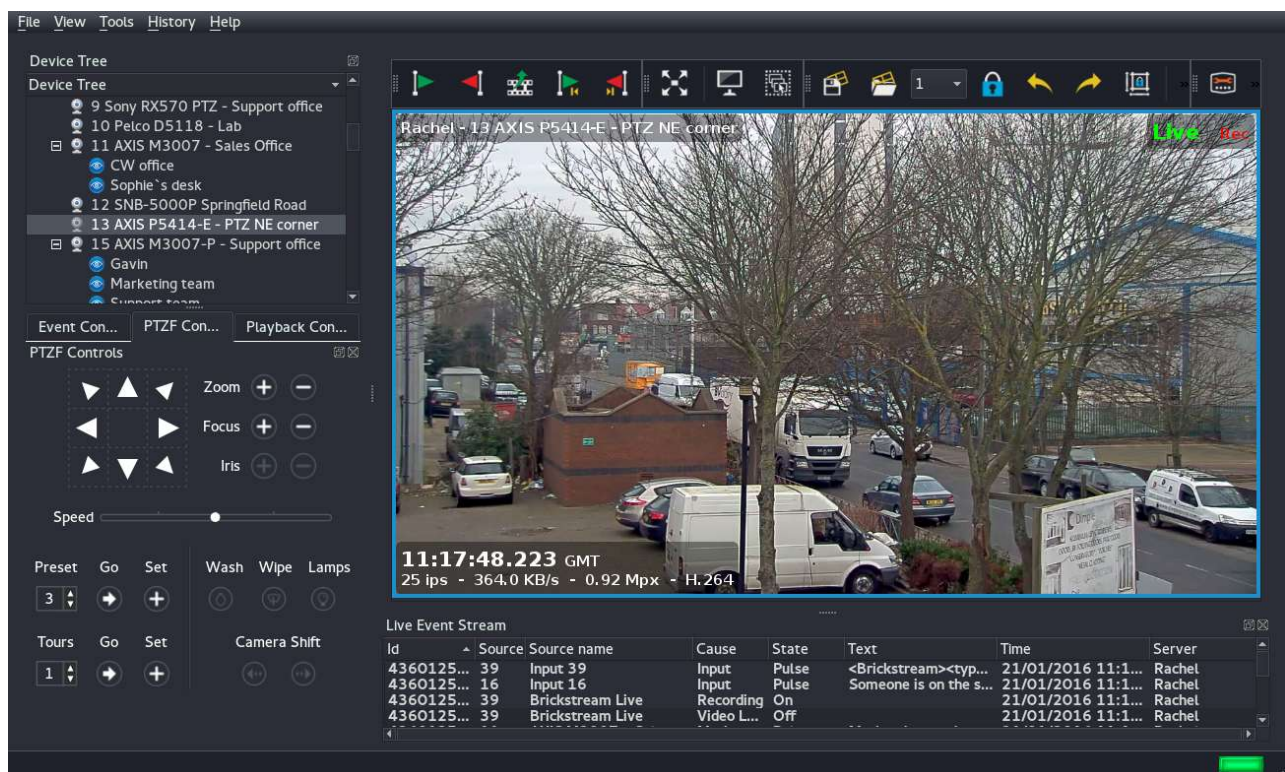 File View Tools History Help
Device Tree
Device Tree
9 Sony RX570 PTZ - Support office
10 Pelco D5118 - Lab
11 AXIS M3007 - Sales Office
CW office
Sophie`s desk
12 SNB-5000P Springfield Road
13 AXIS P5414-E - PTZ NE corner
15 AXIS M3007-P - Support office
Gavin
Marketing team
Support team
Event Con... PTZF Con... Playback Con...
PTZF Controls
Zoom
Focus
Iris
Speed
Preset Go Set Wash Wipe Lamps
3
Tours Go Set Camera Shift
1
1
Rachel - 13 AXIS P5414-E - PTZ NE corner Live Rec
11:17:48.223 GMT
25 ips - 364.0 KB/s - 0.92 Mpx - H.264
Live Event Stream
Id Source Source name Cause State Text Time Server
4360125... 39 Input 39 Input Pulse <Brickstream><typ... 21/01/2016 11:1... Rachel
4360125... 16 Input 16 Input Pulse Someone is on the s... 21/01/2016 11:1... Rachel
4360125... 39 Brickstream Live Recording On 21/01/2016 11:1... Rachel
4360125... 39 Brickstream Live Video L... Off 21/01/2016 11:1... Rachel